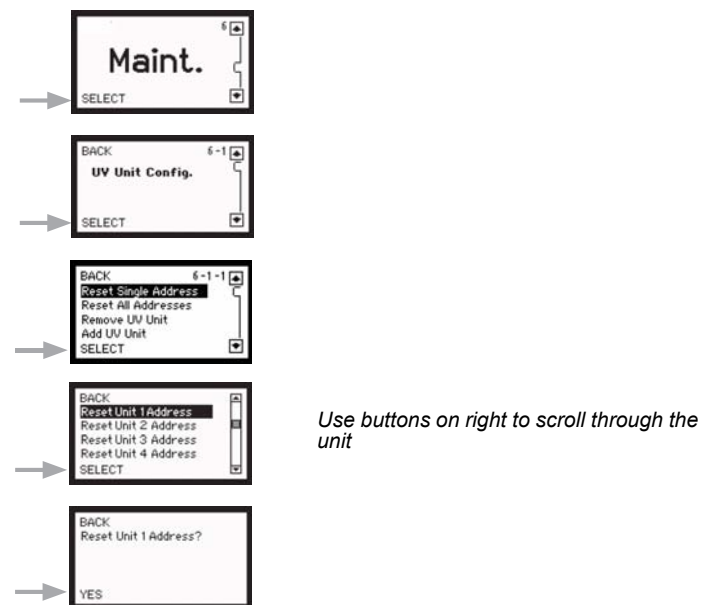 6
Maint.
SELECT
BACK 6-1
UV Unit Config.
SELECT
BACK 6-1-1
Reset Single Address
Reset All Addresses
Remove UV Unit
Add UV Unit
SELECT
BACK
Reset Unit 1Address
Reset Unit 2 Address
Reset Unit 3 Address
Reset Unit 4 Address
SELECT
Use buttons on right to scroll through the
unit
BACK
Reset Unit 1 Address?
YES